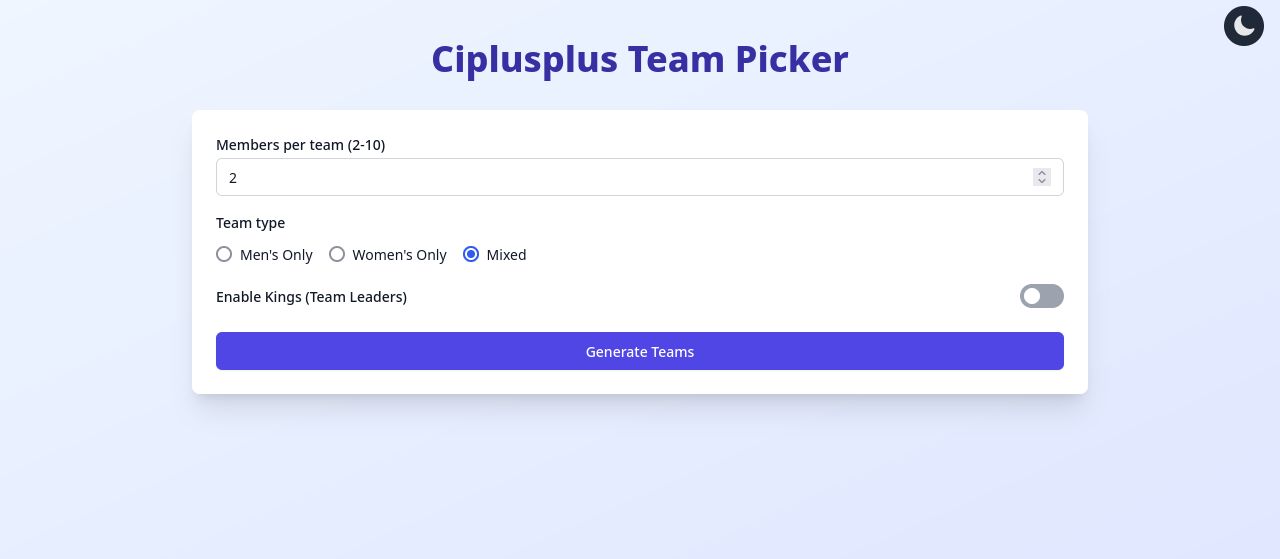 Ciplusplus Team Picker
Members per team (2-10)
2
Team type
Men's Only Women's Only Mixed
Enable Kings (Team Leaders)
Generate Teams